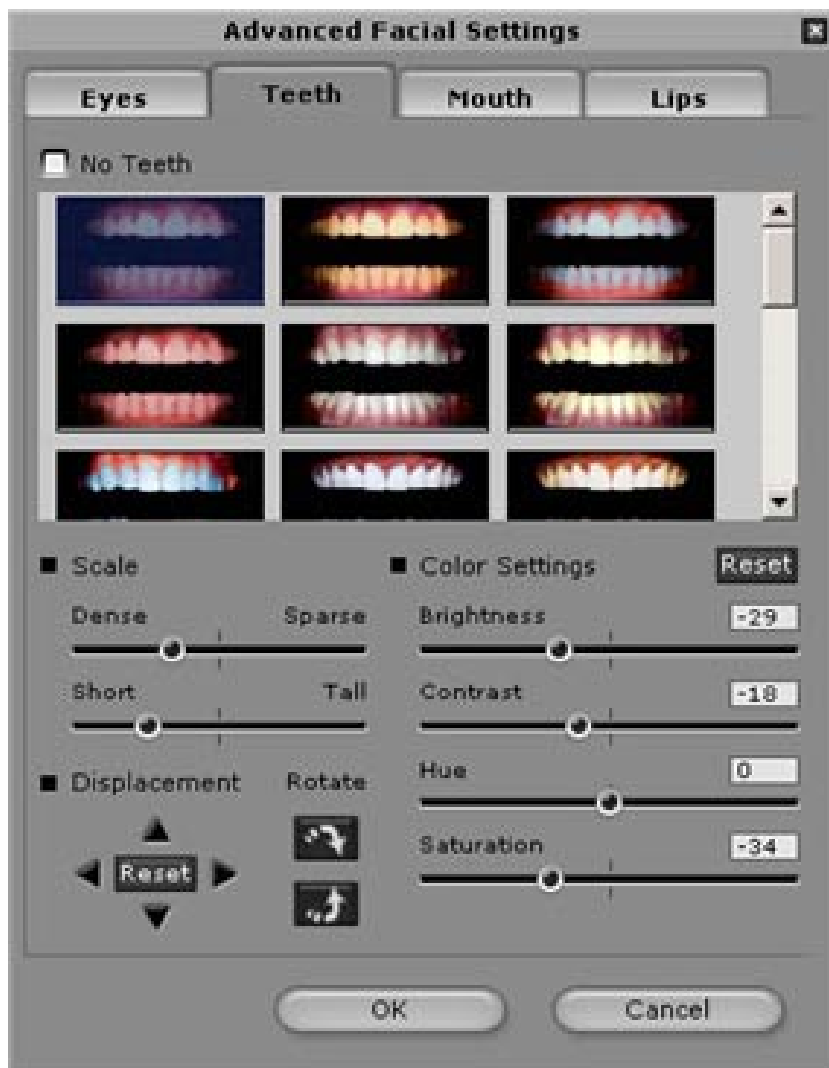 Advanced Facial Settings
Eyes Teeth Mouth Lips
No Teeth
Scale
Color Settings Reset
Dense Sparse
Brightness -29
Short Tall
Contrast -18
Displacement Rotate
Hue 0
Reset
Saturation -34
OK Cancel